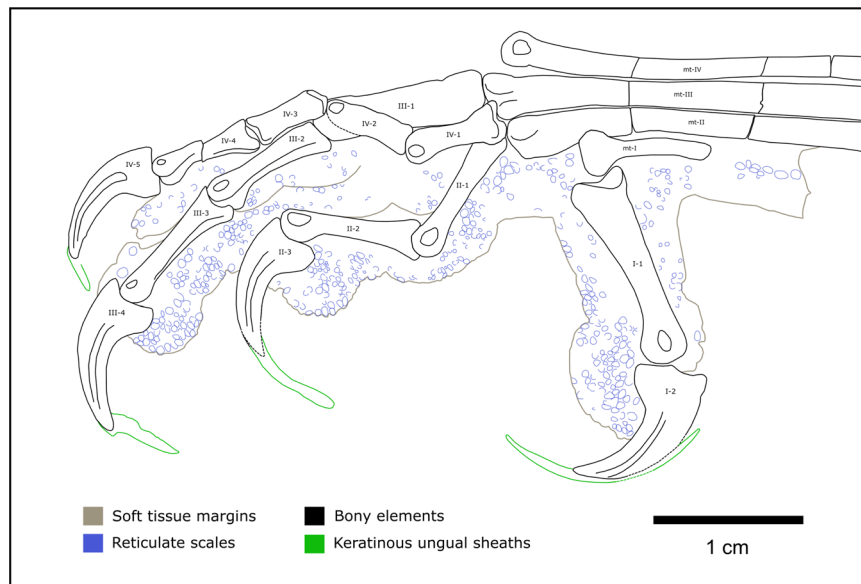 mt-IV
mt-III
mt-II
mt-I
III-1
IV-1
IV-2
IV-3
IV-4
IV-5
III-2
III-3
III-4
II-1
II-2
II-3
I-1
I-2
Soft tissue margins
Bony elements
Reticulate scales
Keratinous ungual sheaths
1 cm